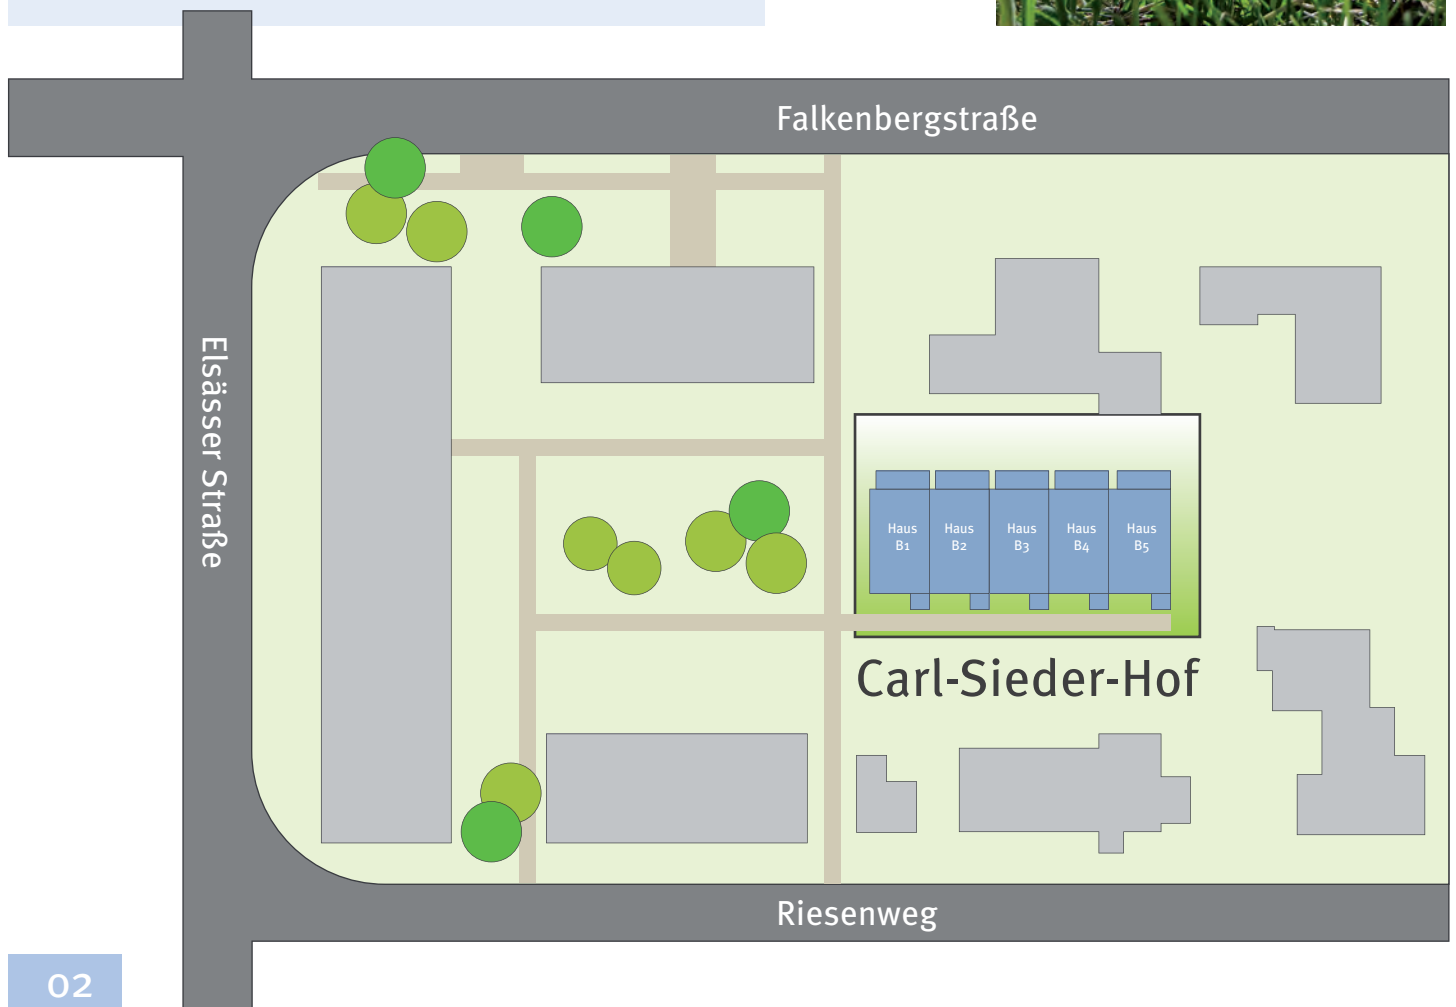 Falkenbergstraße
Elsässer Straße
Haus
B1
Haus
B2
Haus
B3
Haus
B4
Haus
B5
Carl-Sieder-Hof
Riesenweg
02